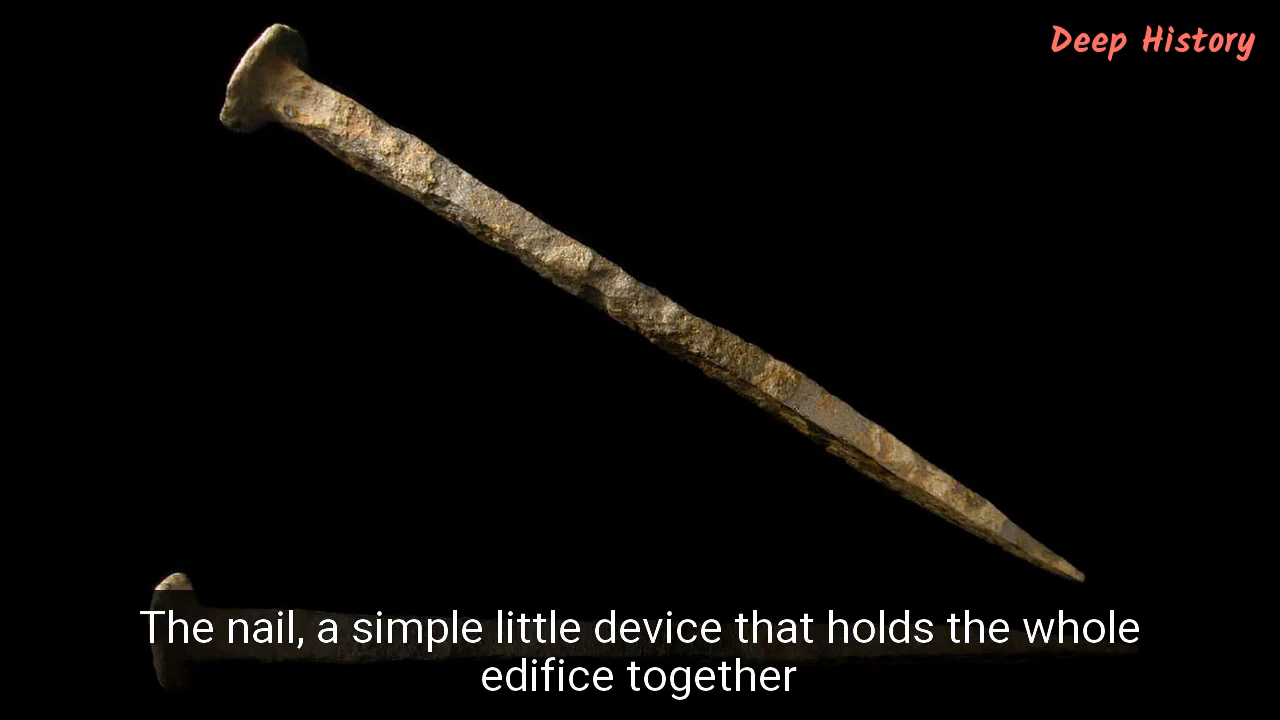 Deep History
The nail, a simple little device that holds the whole
edifice together